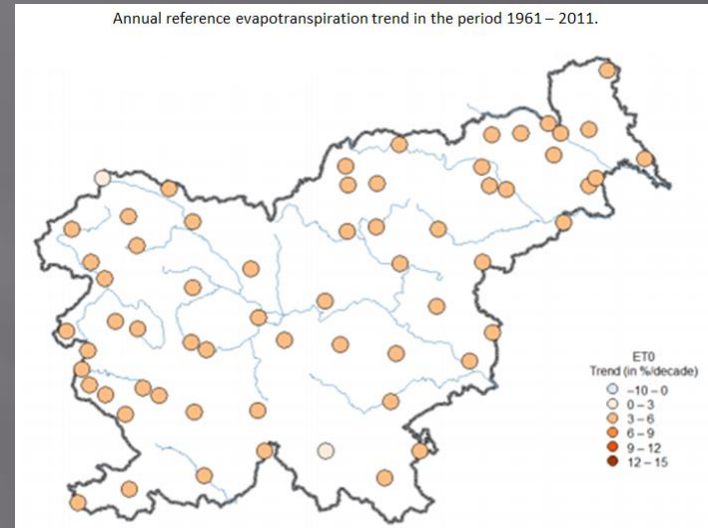 Annual reference evapotranspiration trend in the period 1961 – 2011.
ET0
Trend (in %/decade)
-10 – 0
0 – 3
3 – 6
6 – 9
9 – 12
12 – 15